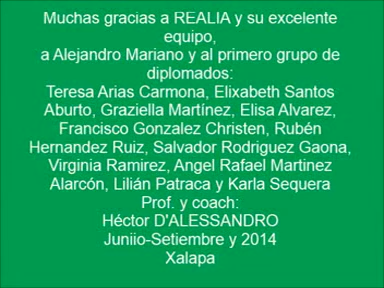 Muchas gracias a REALIA y su excelente
equipo,
a Alejandro Mariano y al primero grupo de
diplomados:
Teresa Arias Carmona, Elixabeth Santos
Aburto, Graziella Martínez, Elisa Alvarez,
Francisco Gonzalez Christen, Rubén
Hernandez Ruiz, Salvador Rodriguez Gaona,
Virginia Ramirez, Angel Rafael Martinez
Alarcón, Lilián Patraca y Karla Sequera
Prof. y coach:
Héctor D'ALESSANDRO
Juniio-Setiembre y 2014
Xalapa